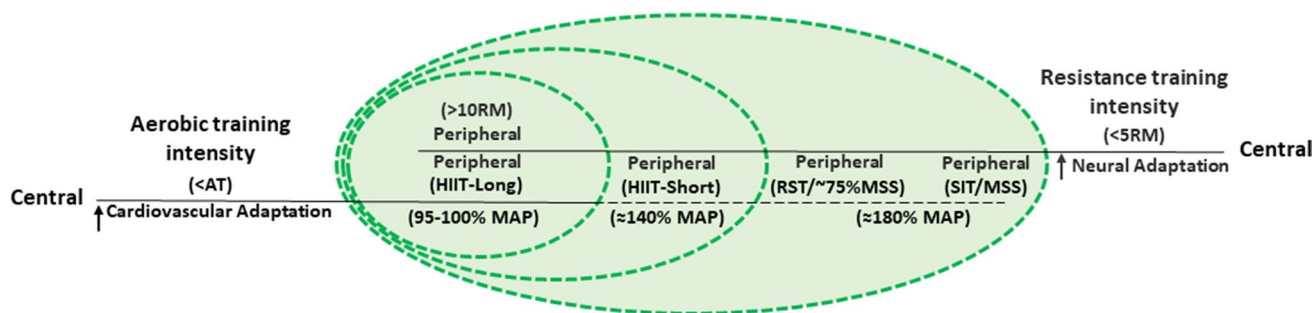 Aerobic training
intensity
(<AT)
Central
Cardiovascular Adaptation
(>10RM)
Peripheral
Peripheral
(HIIT-Long)
(95-100% MAP)
Peripheral
(HIIT-Short)
(≈140% MAP)
Peripheral
(RST/~75%MSS)
Peripheral
(SIT/MSS)
(≈180% MAP)
Resistance training
intensity
(<5RM)
Neural Adaptation
Central